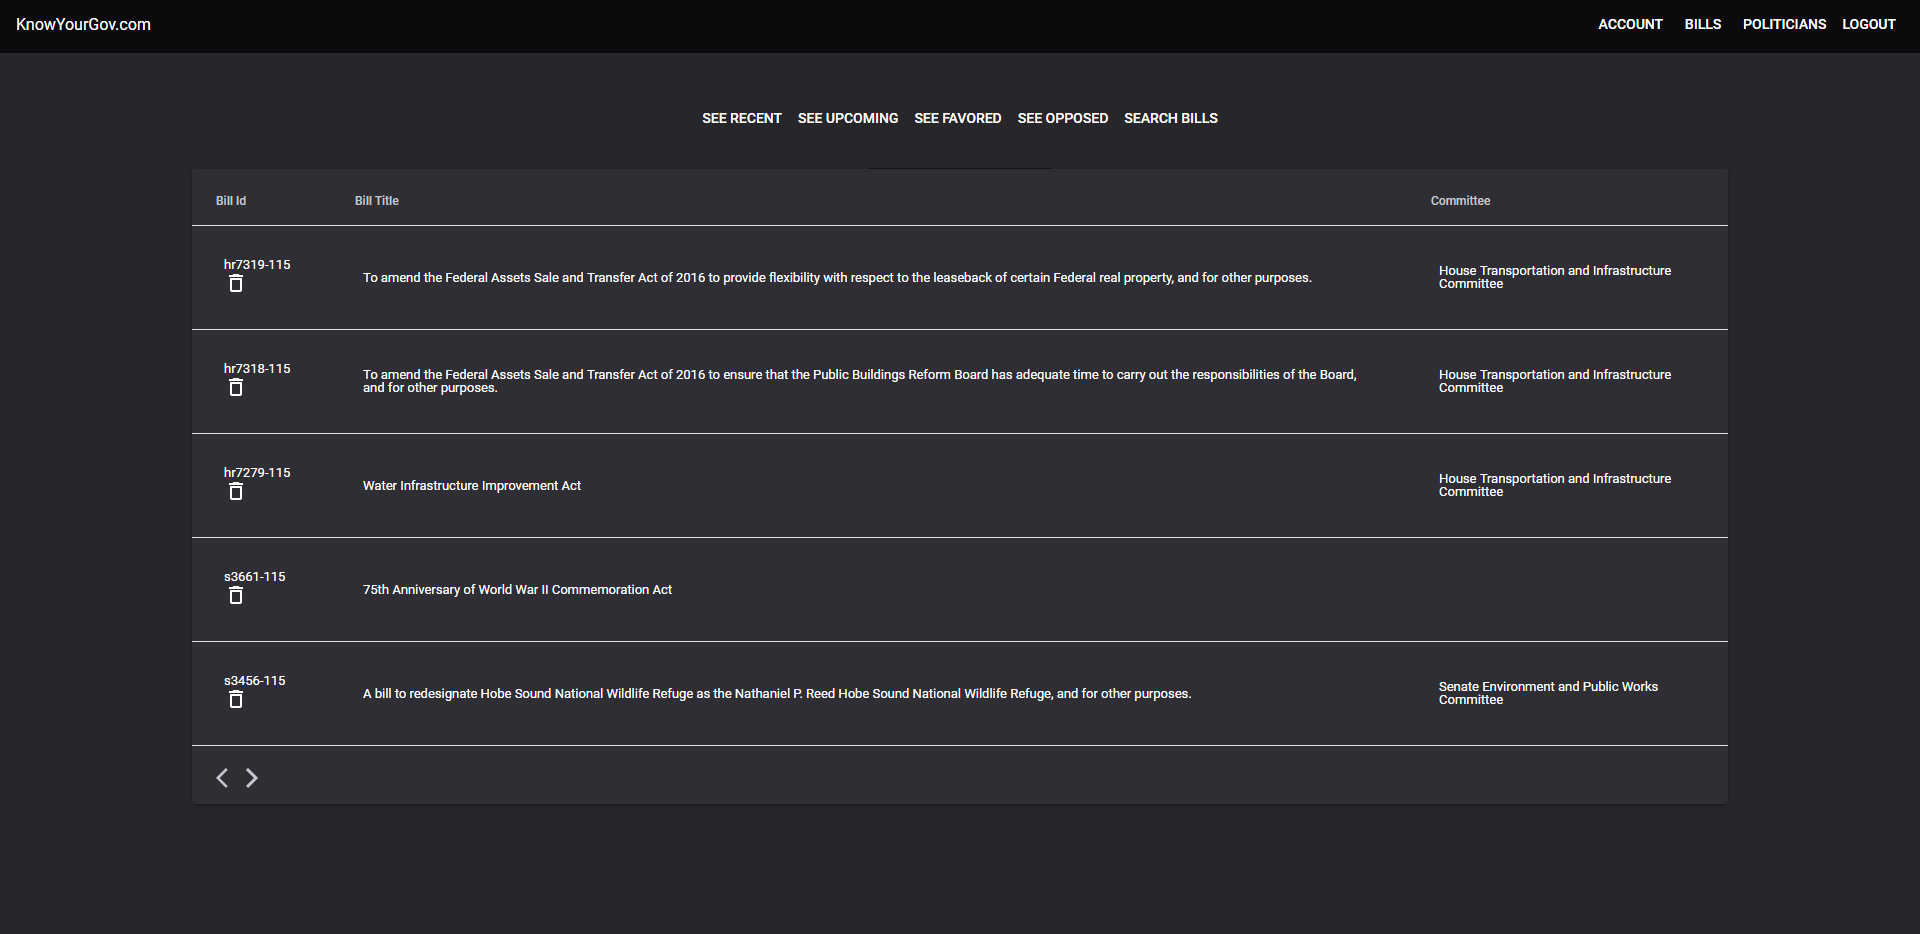 KnowYourGov.com
ACCOUNT BILLS POLITICIANS LOGOUT
SEE RECENT SEE UPCOMING SEE FAVORED SEE OPPOSED SEARCH BILLS
Bill Id Bill Title Committee
hr7319-115
To amend the Federal Assets Sale and Transfer Act of 2016 to provide flexibility with respect to the leaseback of certain Federal real property, and for other purposes.
House Transportation and Infrastructure
Committee
hr7318-115
To amend the Federal Assets Sale and Transfer Act of 2016 to ensure that the Public Buildings Reform Board has adequate time to carry out the responsibilities of the Board,
and for other purposes.
House Transportation and Infrastructure
Committee
hr7279-115
Water Infrastructure Improvement Act
House Transportation and Infrastructure
Committee
s3661-115
75th Anniversary of World War II Commemoration Act
s3456-115
A bill to redesignate Hobe Sound National Wildlife Refuge as the Nathaniel P. Reed Hobe Sound National Wildlife Refuge, and for other purposes.
Senate Environment and Public Works
Committee